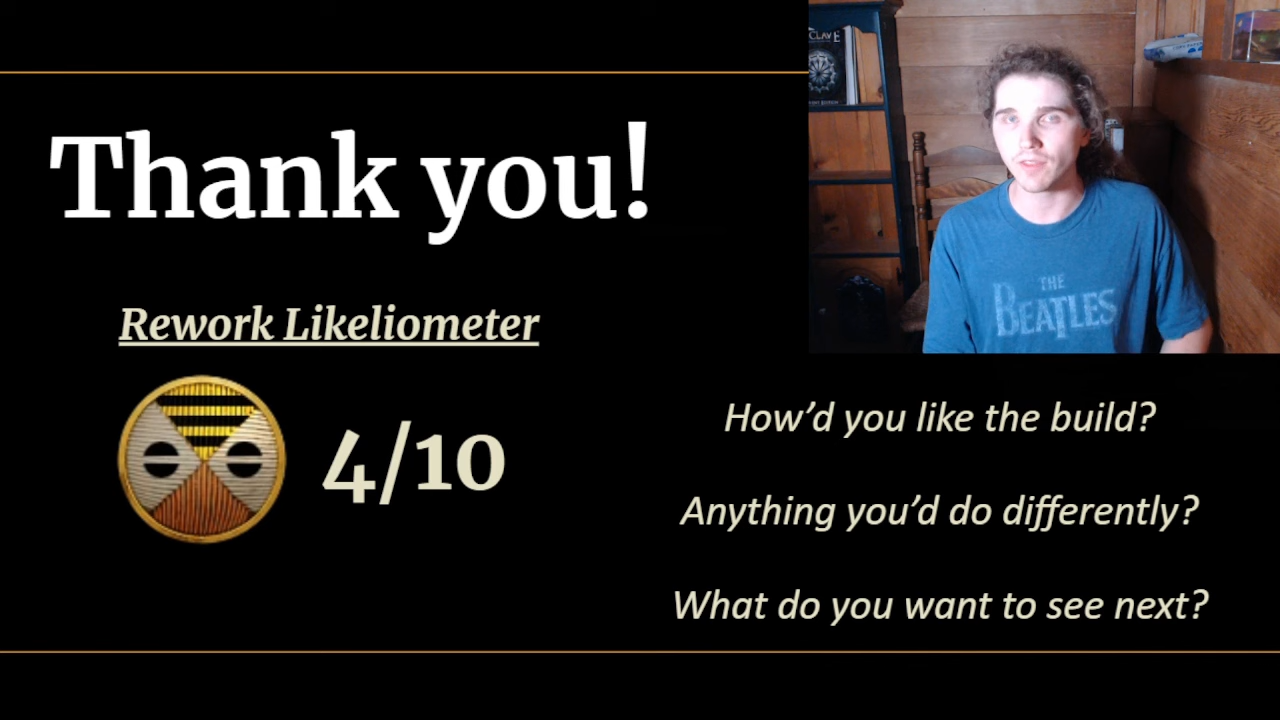 Thank you!
Rework Likeliometer
4/10
THE
BEATLES
How'd you like the build?
Anything you'd do differently?
What do you want to see next?